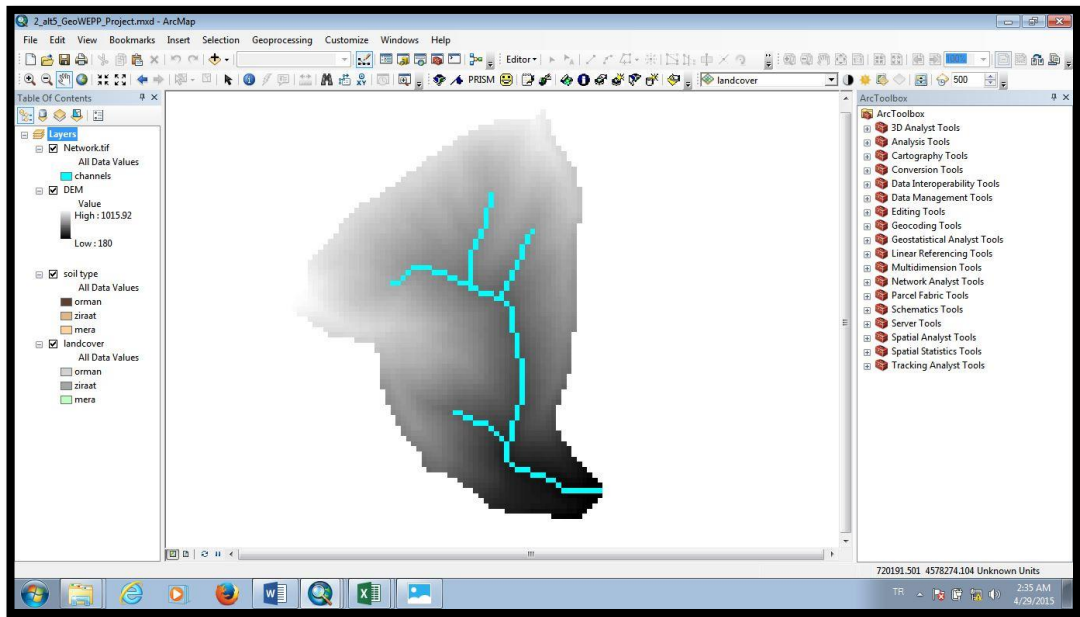 2_alt5_GeoWEPP_Project.mxd - ArcMap
File Edit View Bookmarks Insert Selection Geoprocessing Customize Windows Help
Editor
100%
PRISM
landcover
500
Table Of Contents
Layers
Network.tif
All Data Values
channels
DEM
Value
High : 1015.92
Low : 180
soil type
All Data Values
orman
ziraat
mera
landcover
All Data Values
orman
ziraat
mera
ArcToolbox
ArcToolbox
3D Analyst Tools
Analysis Tools
Cartography Tools
Conversion Tools
Data Interoperability Tools
Data Management Tools
Editing Tools
Geocoding Tools
Geostatistical Analyst Tools
Linear Referencing Tools
Multidimension Tools
Network Analyst Tools
Parcel Fabric Tools
Schematics Tools
Server Tools
Spatial Analyst Tools
Spatial Statistics Tools
Tracking Analyst Tools
720191.501 4578274.104 Unknown Units
TR
2:35 AM
4/29/2015